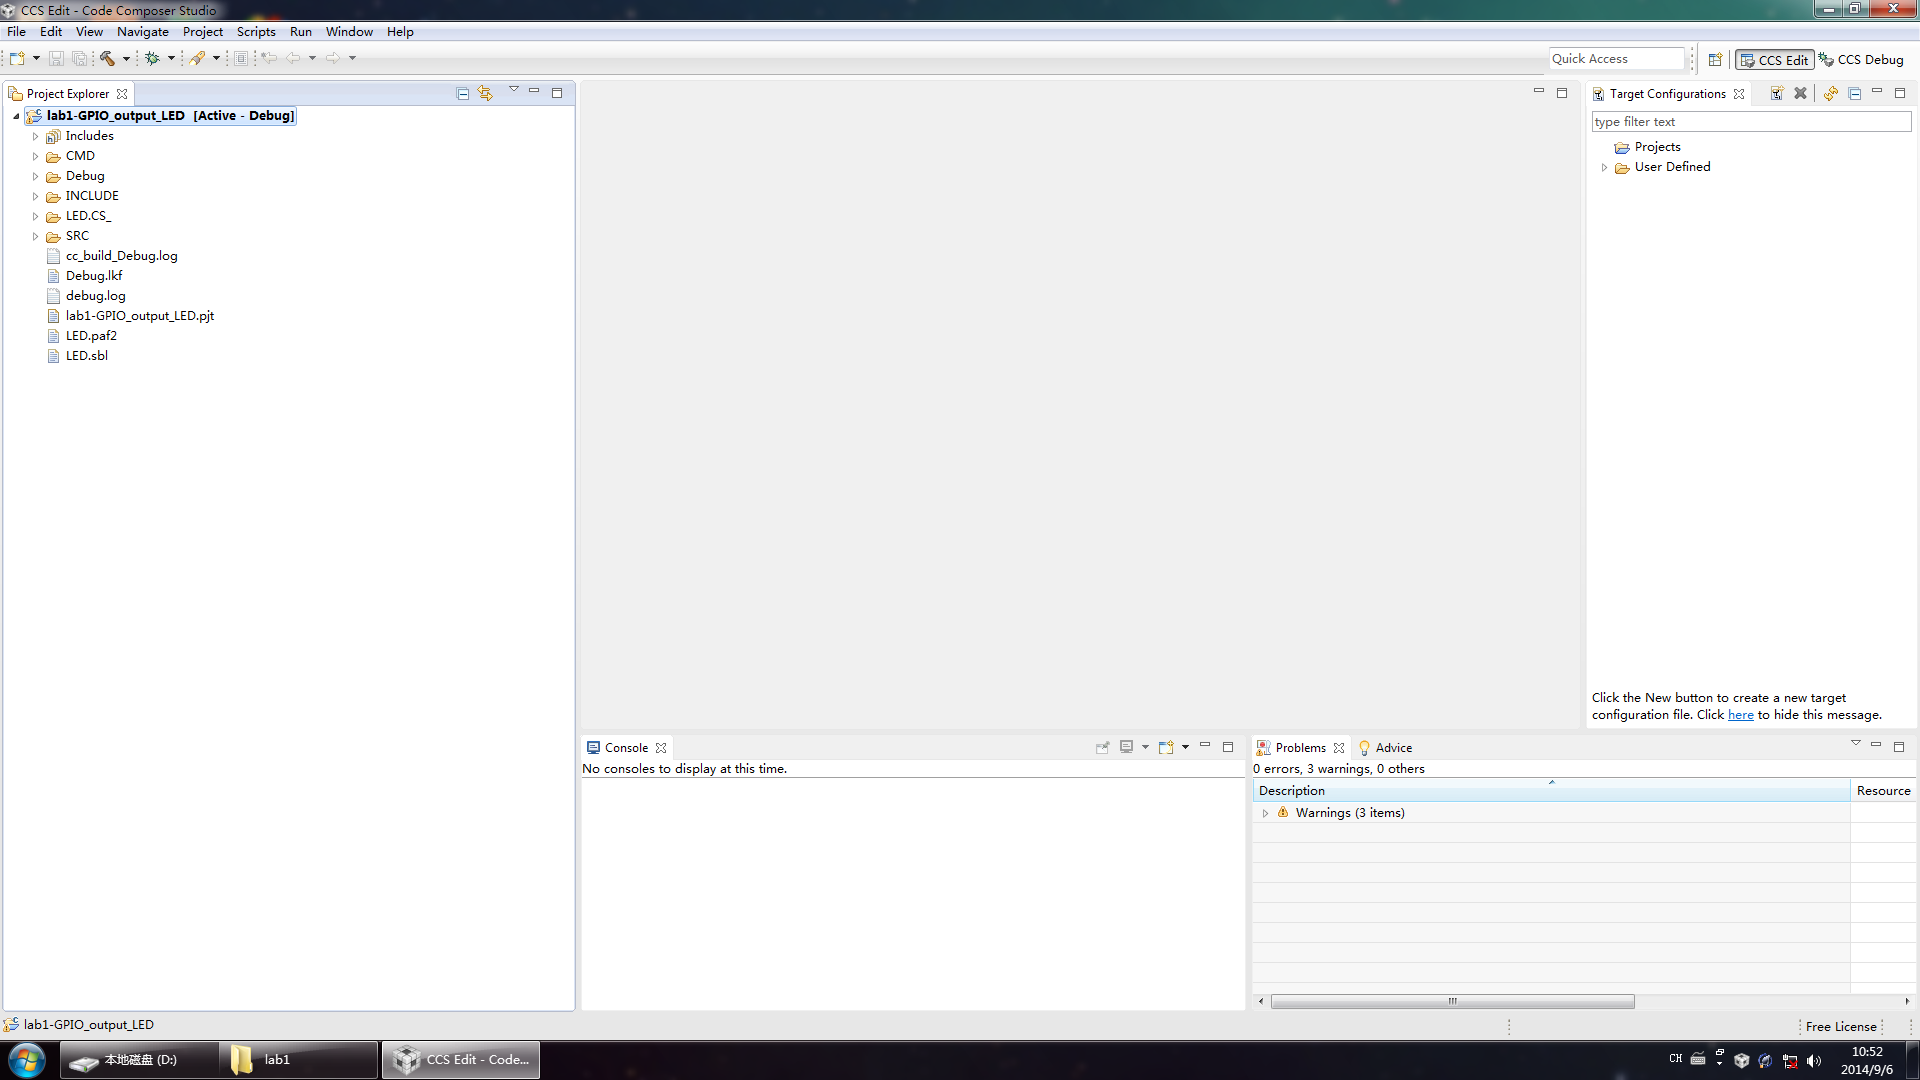 CCS Edit - Code Composer Studio
File Edit View Navigate Project Scripts Run Window Help
Quick Access
CCS Edit
CCS Debug
Project Explorer
lab1-GPIO_output_LED [Active - Debug]
Includes
CMD
Debug
INCLUDE
LED.CS_
SRC
cc_build_Debug.log
Debug.lkf
debug.log
lab1-GPIO_output_LED.pjt
LED.paf2
LED.sbl
Target Configurations
type filter text
Projects
User Defined
Click the New button to create a new target
configuration file. Click here to hide this message.
Console
No consoles to display at this time.
Problems
Advice
0 errors, 3 warnings, 0 others
Description Resource
Warnings (3 items)
lab1-GPIO_output_LED
Free License
本地磁盘 (D:)
lab1
CCS Edit - Code...
CH
10:52
2014/9/6